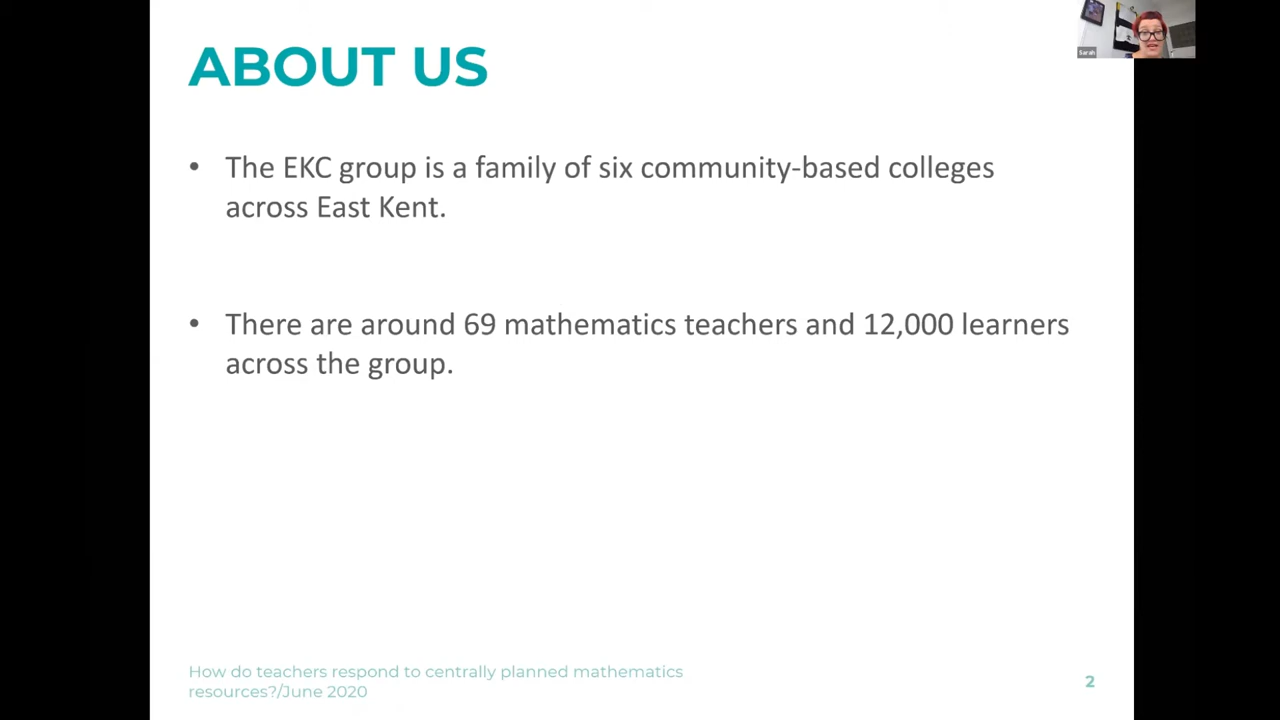 ABOUT US
Sarah
• The EKC group is a family of six community-based colleges
across East Kent.
• There are around 69 mathematics teachers and 12,000 learners
across the group.
How do teachers respond to centrally planned mathematics
resources?/June 2020
2